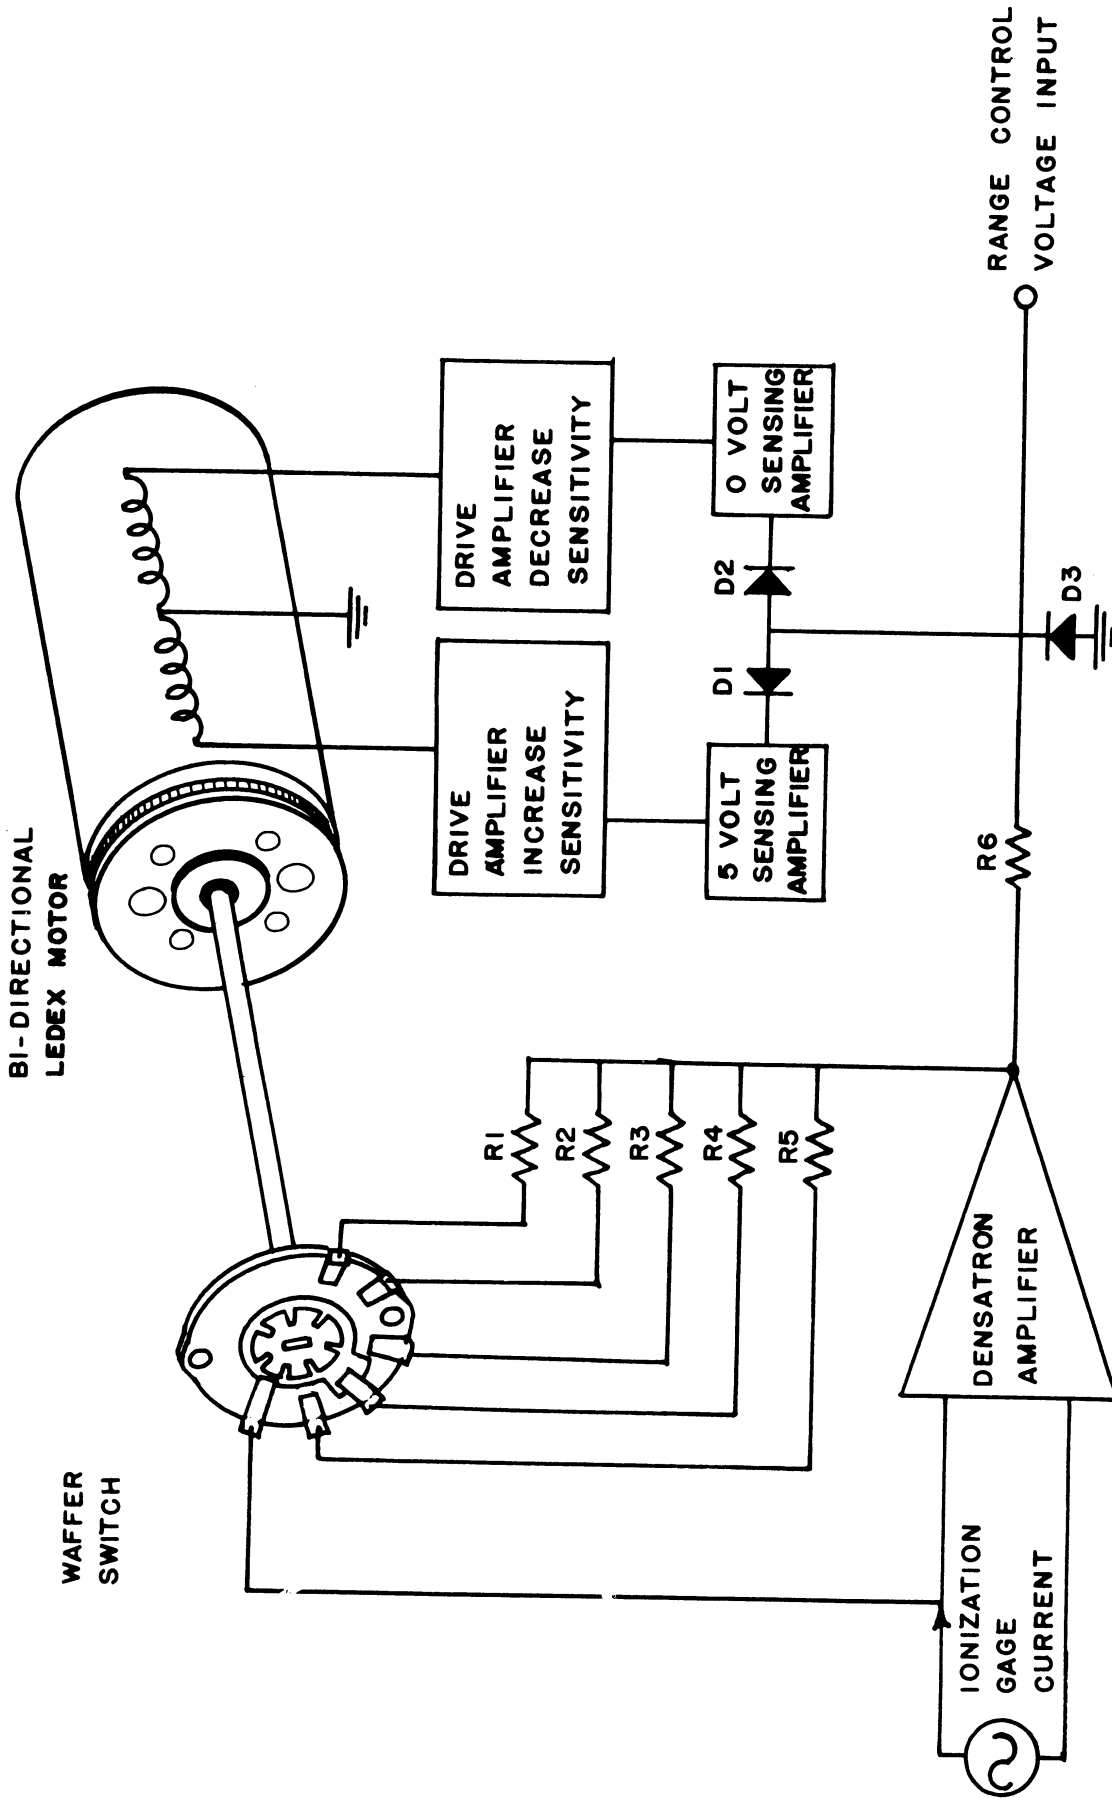 BI-DIRECTIONAL
LEDEX MOTOR
WAFFER
SWITCH
DRIVE
AMPLIFIER
INCREASE
SENSITIVITY
DRIVE
AMPLIFIER
DECREASE
SENSITIVITY
5 VOLT
SENSING
AMPLIFIER
D1
D2
0 VOLT
SENSING
AMPLIFIER
R1
R2
R3
R4
R5
R6
D3
RANGE CONTROL
VOLTAGE INPUT
DENSATRON
AMPLIFIER
IONIZATION
GAGE
CURRENT